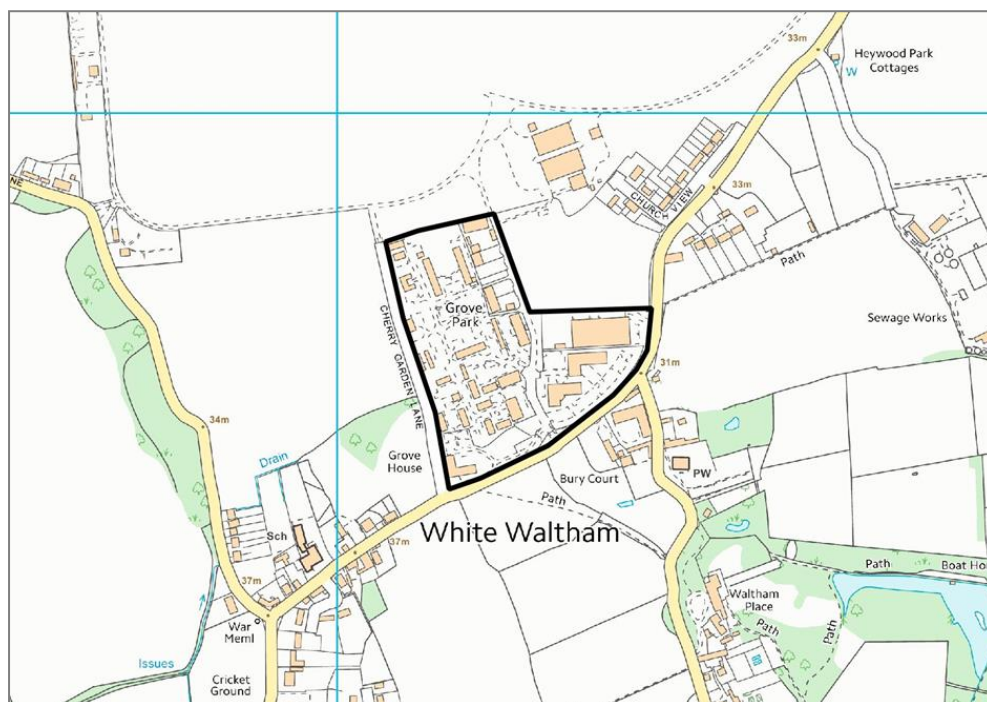 33m
33m
Heywood Park
Cottages
W
NE
CHURCH VIEW
33m
Path
Grove
Park
CHERRY GARDEN LANE
Sewage Works
31m
34m
Drain
Grove
House
Bury Court
PW
Path
White Waltham
Sch
37m
37m
Path
Boat Ho
Waltham
Place
Path
Path
War
Meml
Issues
Cricket
Ground